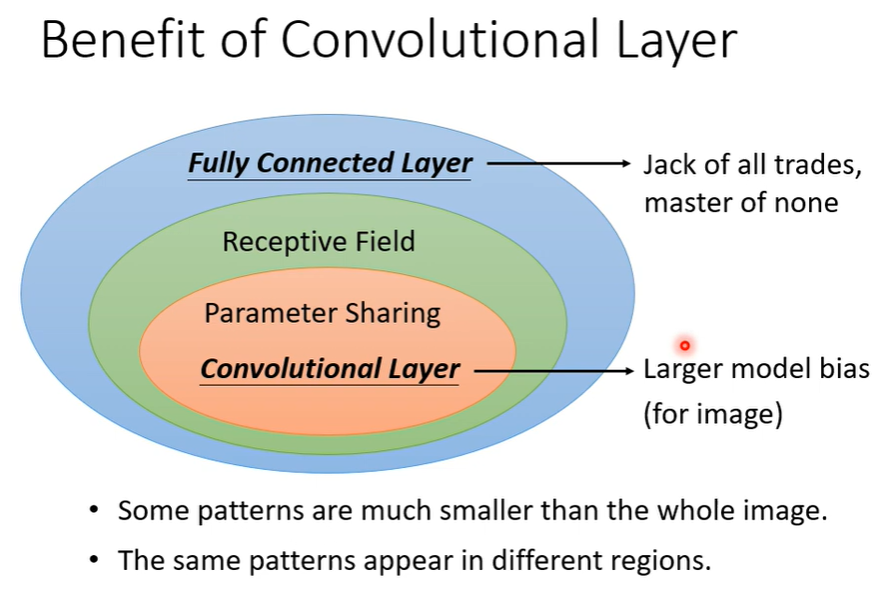 Benefit of Convolutional Layer
Fully Connected Layer
Jack of all trades,
master of none
Receptive Field
Parameter Sharing
Convolutional Layer
Larger model bias
(for image)
• Some patterns are much smaller than the whole image.
• The same patterns appear in different regions.